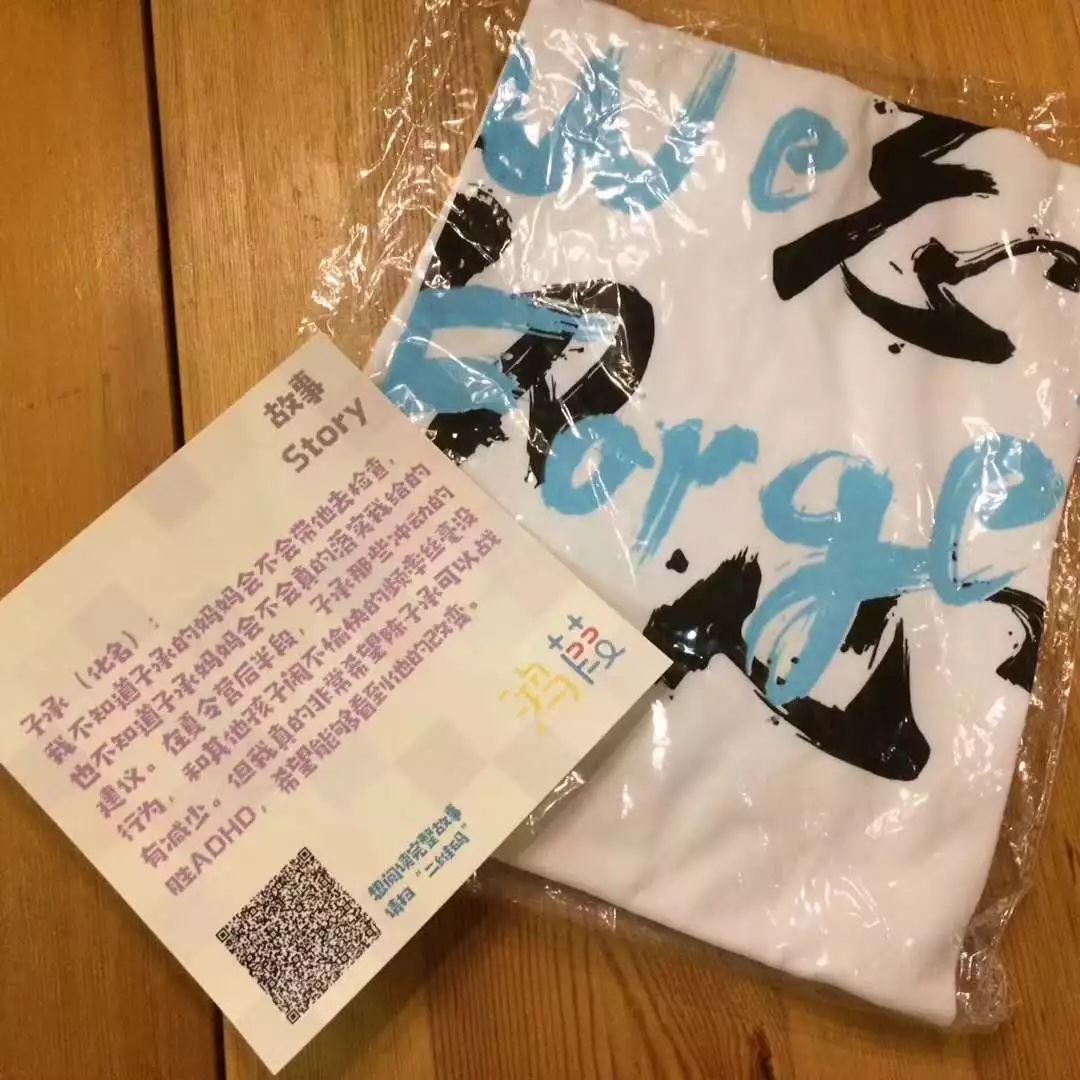 故事
Story
子承（化名）：
我不知道子承的妈妈会不会带他去检查，
也不知道子承妈妈会不会真的落实我给的
建议。在夏令营后半段，子承那些冲动的
行为，和其他孩子闹不愉快的频率丝毫没
有减少。但我真的非常希望陈子承可以战
胜ADHD，希望能够看到他的改变。
想阅读完整故事
请扫“二维码”
We
Forge